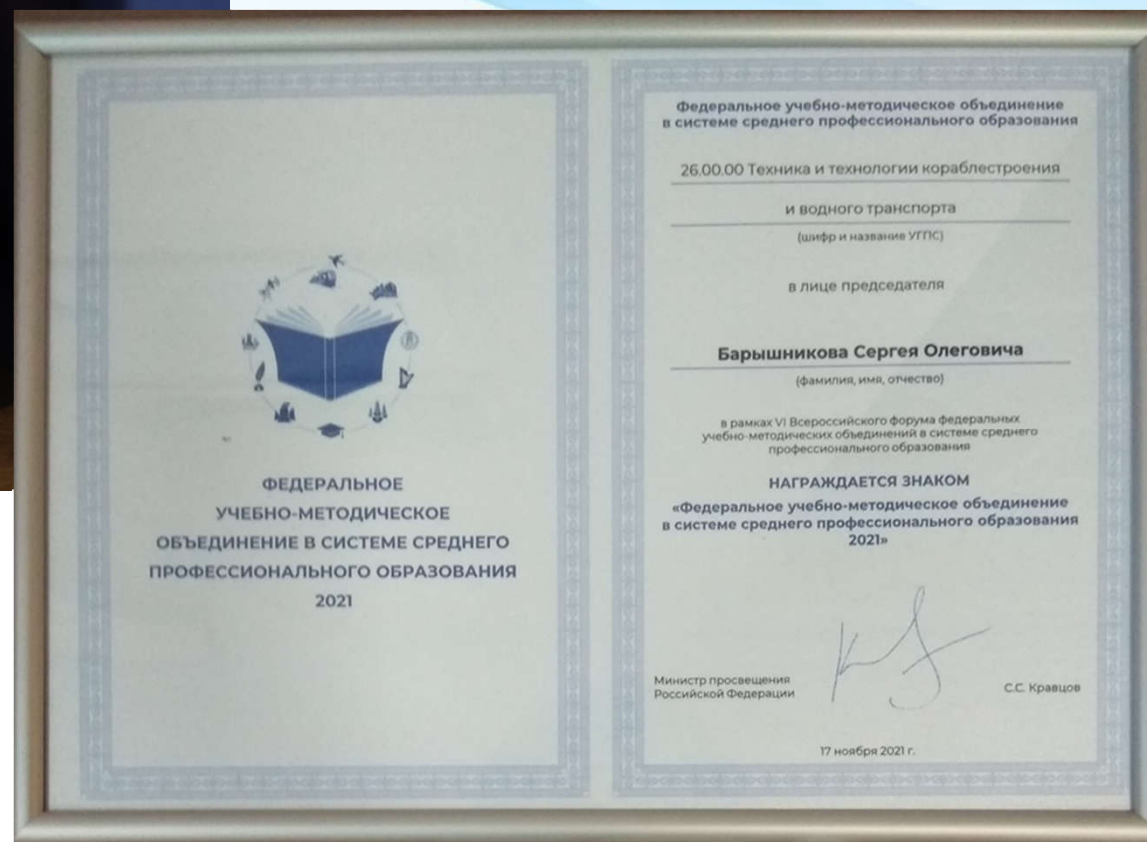 ФЕДЕРАЛЬНОЕ
УЧЕБНО-МЕТОДИЧЕСКОЕ
ОБЪЕДИНЕНИЕ В СИСТЕМЕ СРЕДНЕГО
ПРОФЕССИОНАЛЬНОГО ОБРАЗОВАНИЯ
2021
Федеральное учебно-методическое объединение
в системе среднего профессионального образования
26.00.00 Техника и технологии кораблестроения
и водного транспорта
(шифр и название УГПС)
в лице председателя
Барышникова Сергея Олеговича
(фамилия, имя, отчество)
в рамках VI Всероссийского форума федеральных
учебно-методических объединений в системе среднего
профессионального образования
НАГРАЖДАЕТСЯ ЗНАКОМ
«Федеральное учебно-методическое объединение
в системе среднего профессионального образования
2021»
Министр просвещения
Российской Федерации
С.С. Кравцов
17 ноября 2021 г.